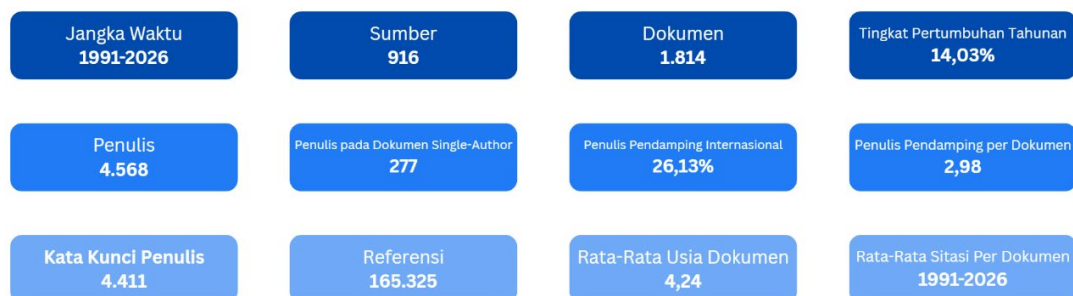 Jangka Waktu
1991-2026
Sumber
916
Dokumen
1.814
Tingkat Pertumbuhan Tahunan
14,03%
Penulis
4.568
Penulis pada Dokumen Single-Author
277
Penulis Pendamping Internasional
26,13%
Penulis Pendamping per Dokumen
2,98
Kata Kunci Penulis
4.411
Referensi
165.325
Rata-Rata Usia Dokumen
4,24
Rata-Rata Sitasi Per Dokumen
1991-2026